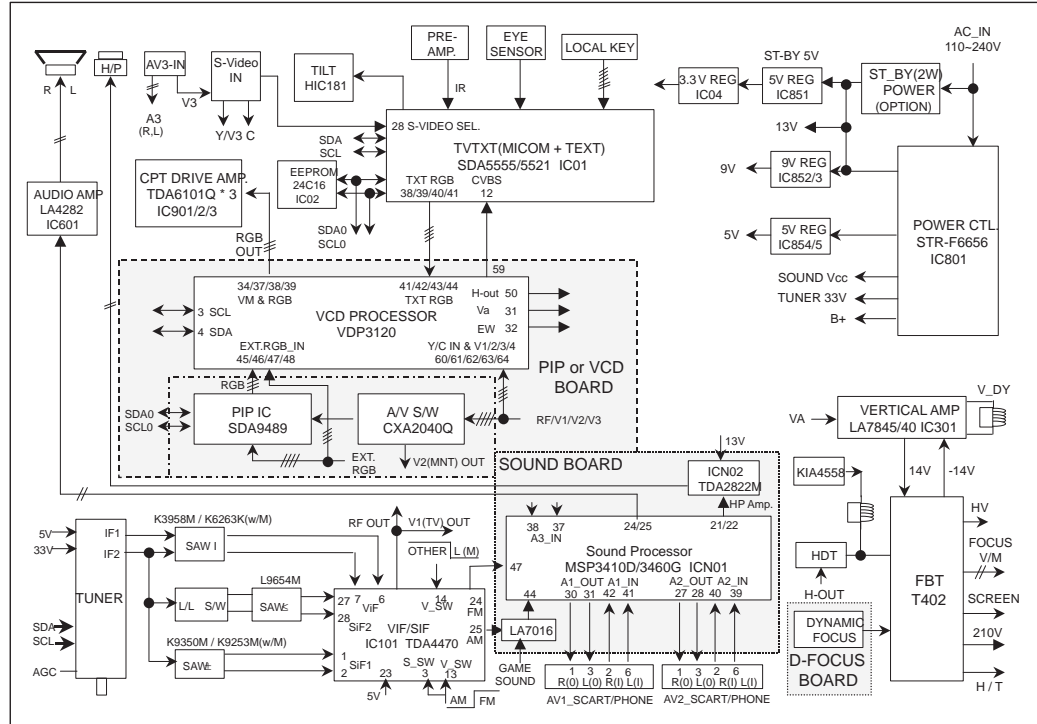 PRE-
AMP.
EYE
SENSOR
LOCAL KEY
AC_IN
110~240V
H/P
AV3-IN
S-Video
IN
TILT
HIC181
ST-BY 5V
3.3 V REG
IC04
5V REG
IC851
ST_BY(2W)
POWER
(OPTION)
R
L
IR
V3
A3
(R,L)
Y/V3 C
28 S-VIDEO SEL.
TVTXT(MICOM + TEXT)
SDA5555/5521 IC01
TXT RGB
38/39/40/41
CVBS
12
SDA
SCL
EEPROM
24C16
IC02
SDA0
SCL0
13V
9V
9V REG
IC852/3
5V
5V REG
IC854/5
POWER CTL.
STR-F6656
IC801
SOUND Vcc
TUNER 33V
B+
AUDIO AMP
LA4282
IC601
CPT DRIVE AMP.
TDA6101Q * 3
IC901/2/3
RGB
OUT
59
34/37/38/39
VM & RGB
41/42/43/44
TXT RGB
H-out 50
Va 31
EW 32
3 SCL
4 SDA
VCD PROCESSOR
VDP3120
EXT.RGB_IN
45/46/47/48
Y/C IN & V1/2/3/4
60/61/62/63/64
PIP or VCD
BOARD
RGB
SDA0
SCL0
PIP IC
SDA9489
A/V S/W
CXA2040Q
RF/V1/V2/V3
EXT.
RGB
V2(MNT) OUT
SOUND BOARD
13V
ICN02
TDA2822M
HP Amp.
VA
VERTICAL AMP
LA7845/40 IC301
V_DY
14V
-14V
KIA4558
HDT
H-OUT
FBT
T402
HV
FOCUS
V/M
SCREEN
210V
H / T
DYNAMIC
FOCUS
D-FOCUS
BOARD
38
37
A3_IN
24/25
21/22
Sound Processor
MSP3410D/3460G ICN01
47
44
A1_OUT
30 31
A1_IN
42 41
A2_OUT
27 28
A2_IN
40 39
LA7016
GAME
SOUND
1 3 2 6
R(0) L(0) R(I) L(I)
AV1_SCART/PHONE
1 3 2 6
R(0) L(0) R(I) L(I)
AV2_SCART/PHONE
5V
33V
TUNER
IF1
IF2
SDA
SCL
AGC
K3958M / K6263K(w/M)
SAW I
L/L
S/W
L9654M
SAW
K9350M / K9253M(w/M)
SAW
RF OUT
V1(TV) OUT
OTHER
L (M)
7
6
ViF
14
V_SW
24
FM
27
28
SiF2
VIF/SIF
IC101 TDA4470
25
AM
1
2
SiF1
23
S_SW
3
V_SW
13
5V
AM
FM